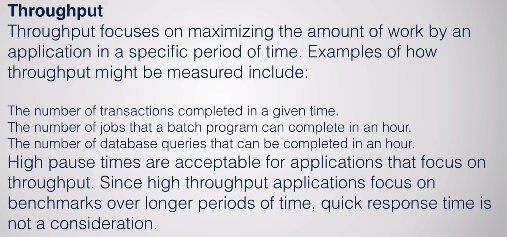 Throughput
Throughput focuses on maximizing the amount of work by an
application in a specific period of time. Examples of how
throughput might be measured include:
The number of transactions completed in a given time.
The number of jobs that a batch program can complete in an hour.
The number of database queries that can be completed in an hour.
High pause times are acceptable for applications that focus on
throughput. Since high throughput applications focus on
benchmarks over longer periods of time, quick response time is
not a consideration.